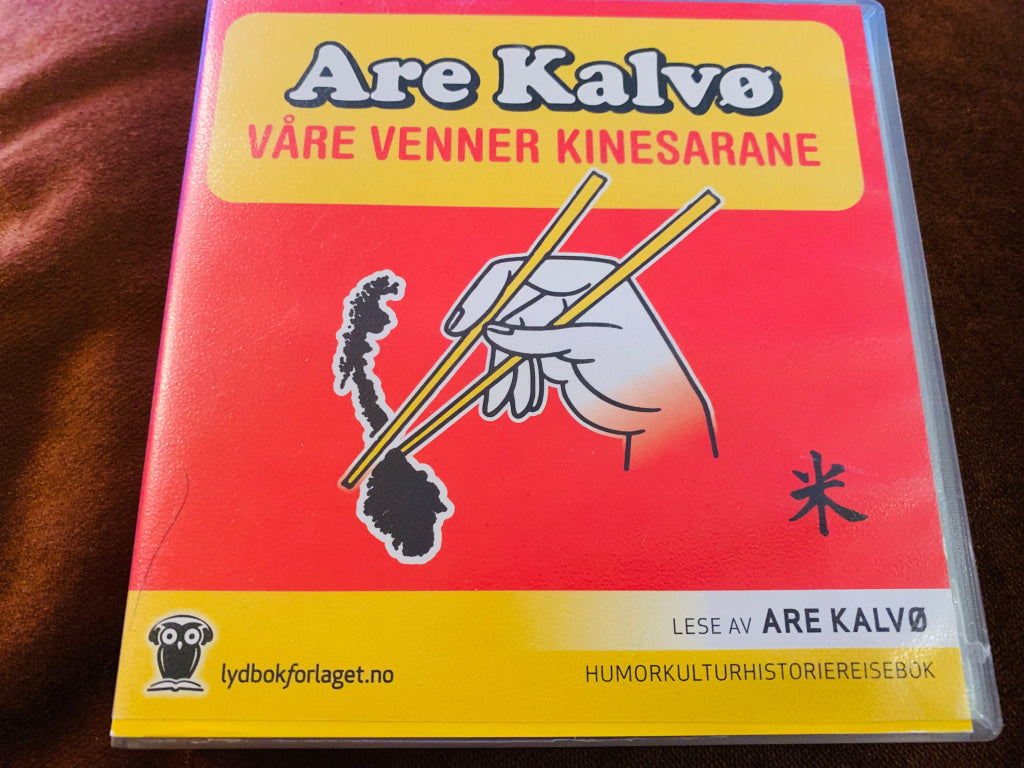 Are Kalvø
VÅRE VENNER KINESARANE
米
LESE AV ARE KALVØ
lydbokforlaget.no
HUMORKULTURHISTORIEREISEBOK